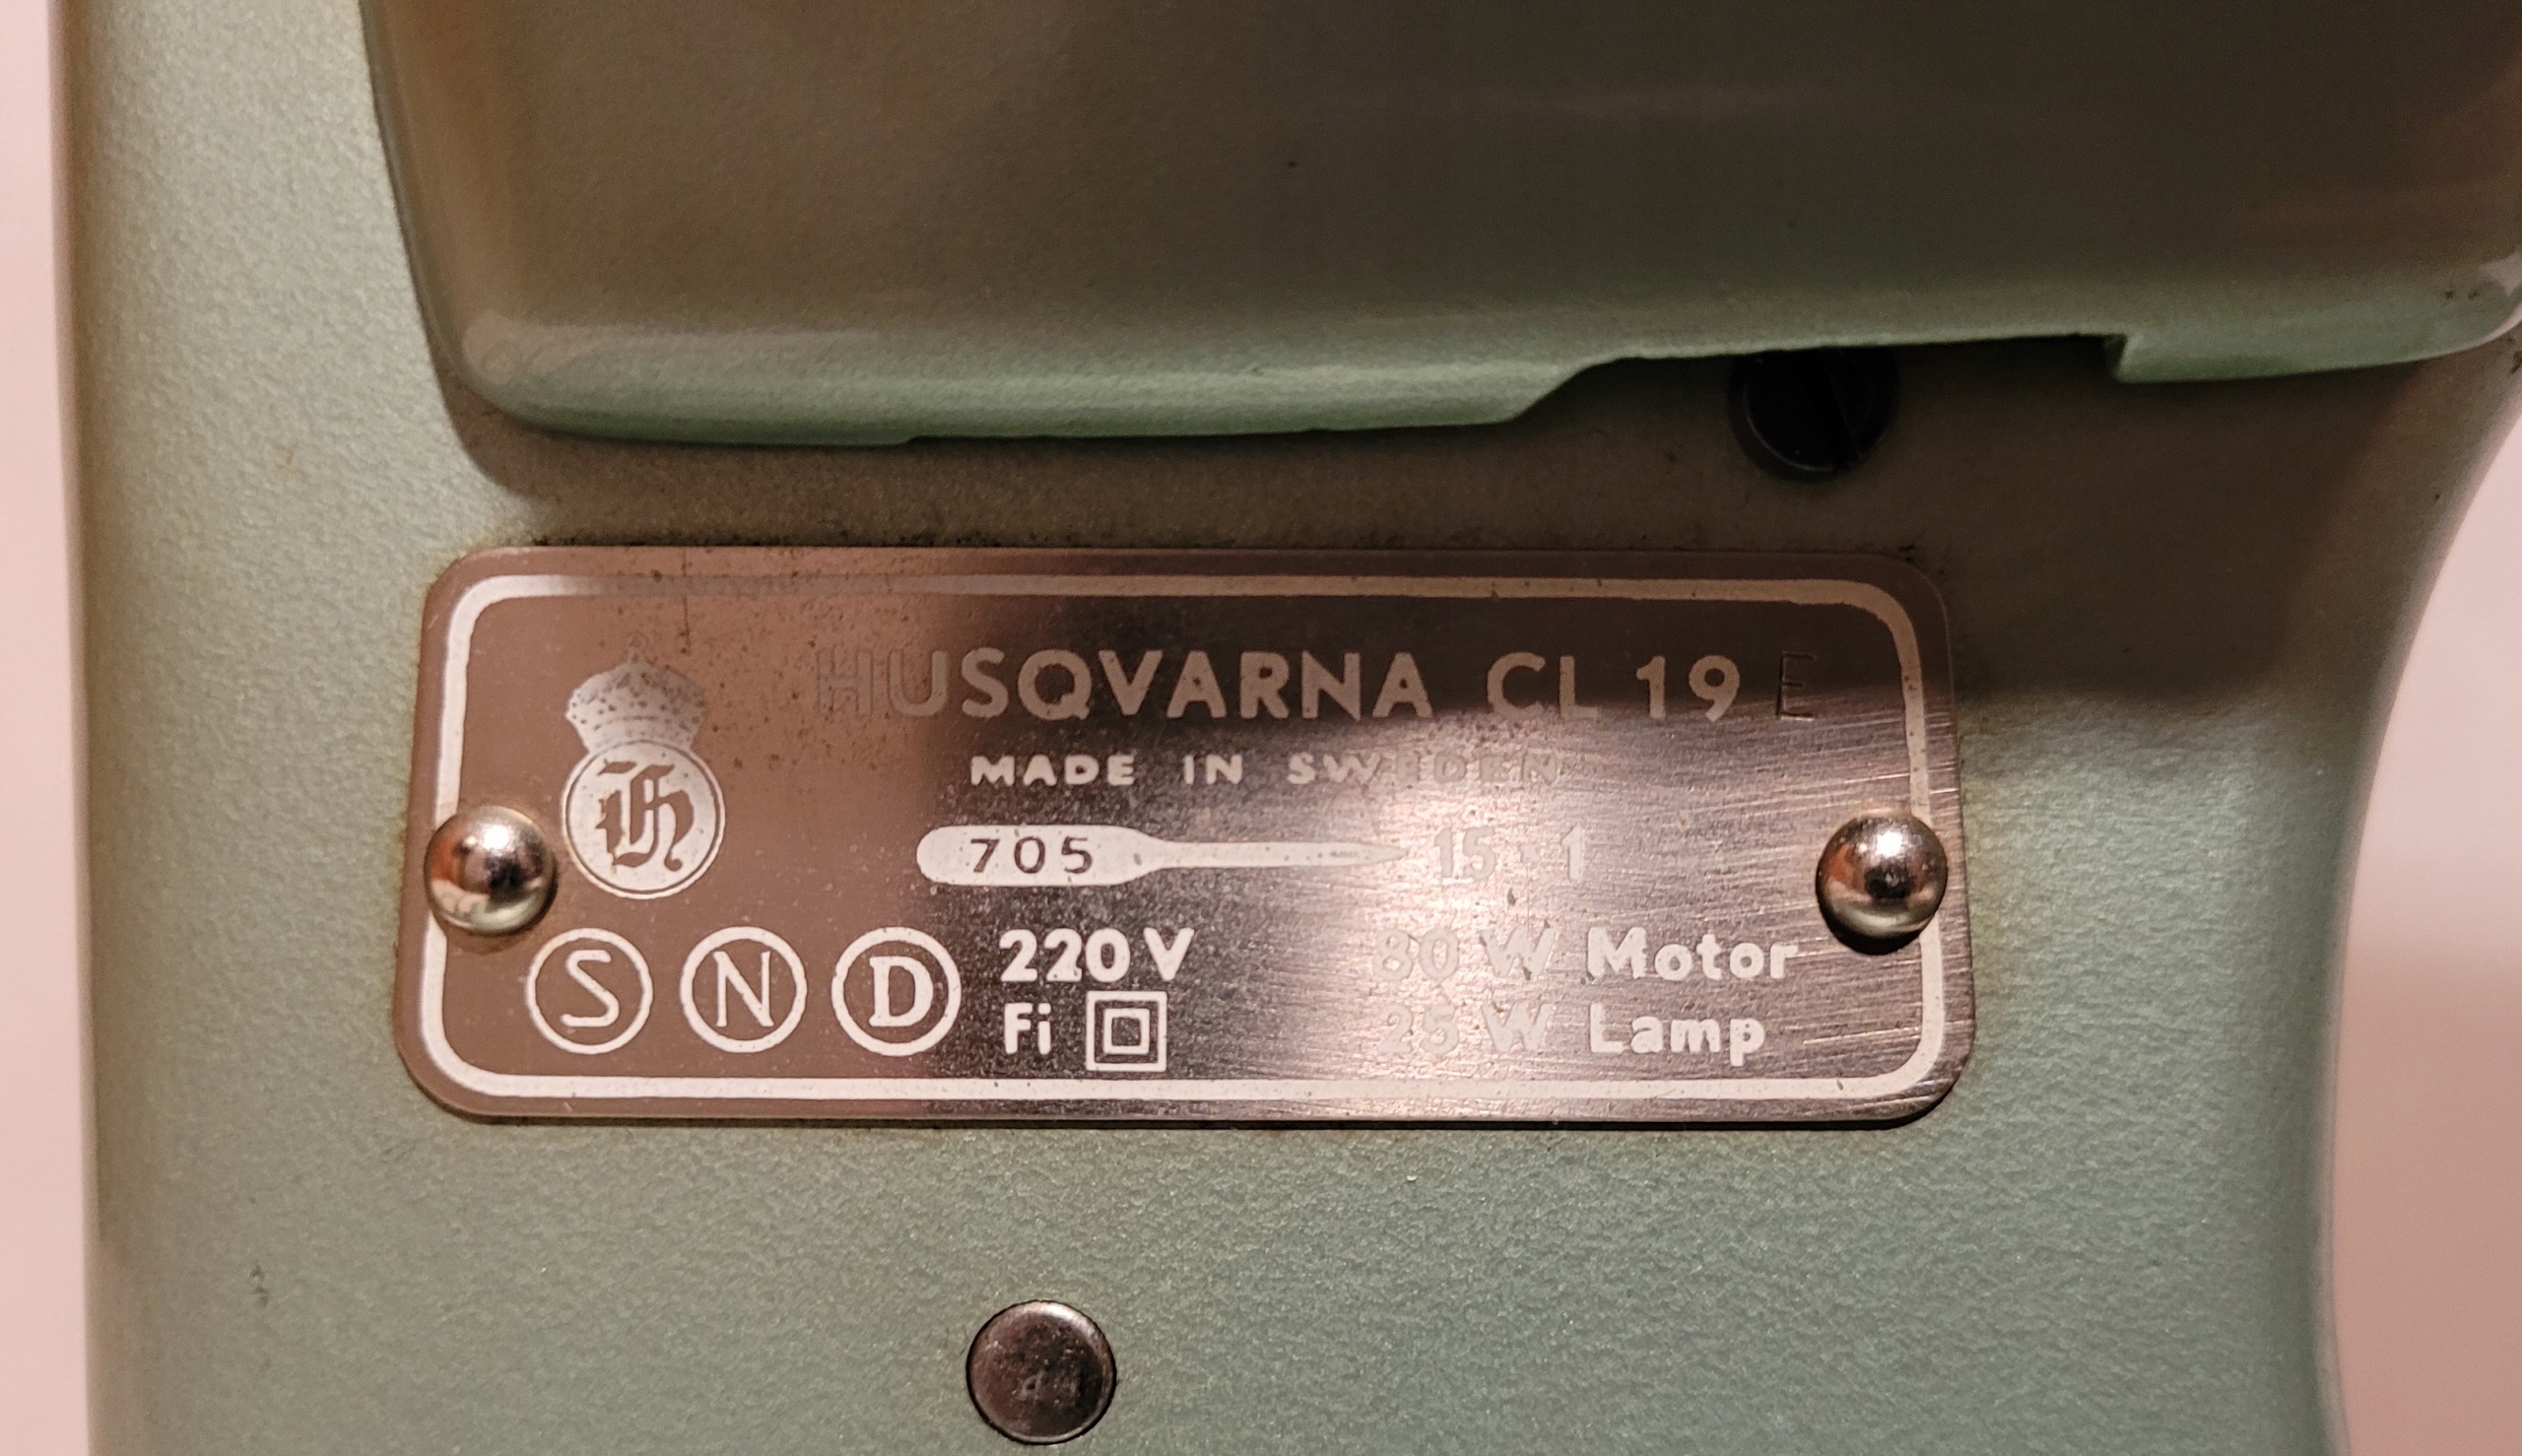 HUSQVARNA CL 19 E
MADE IN SWEDEN
H
705 15 x 1
S N D 220 V 80 W Motor
Fi 25 W Lamp